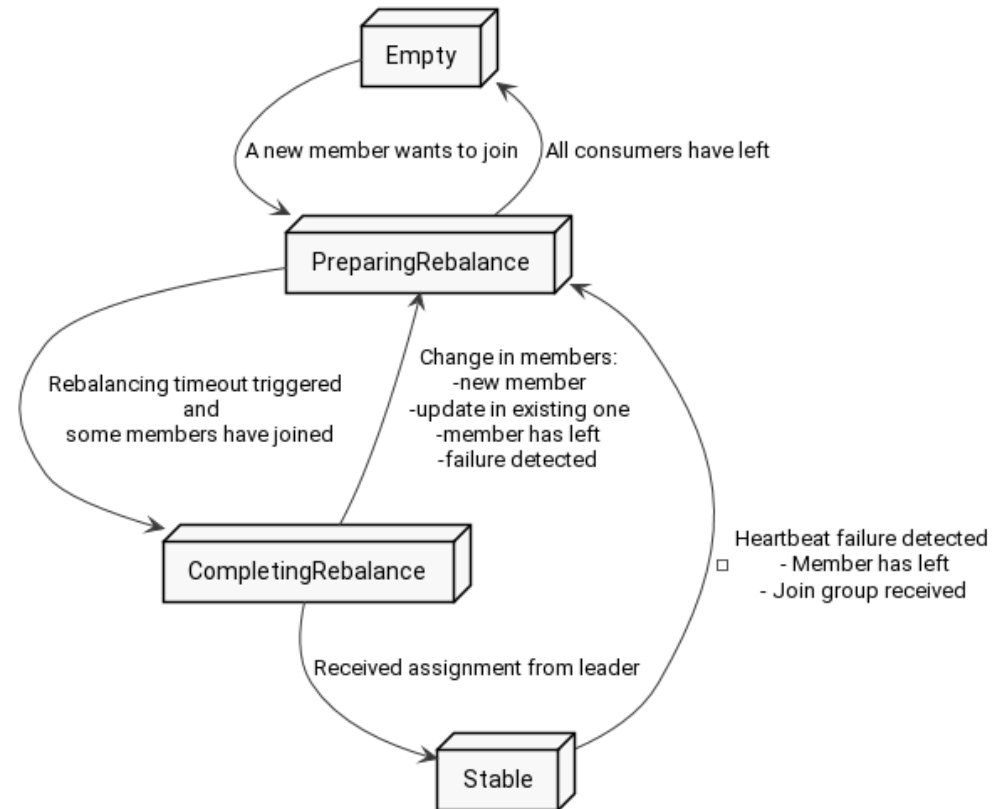 Empty
A new member wants to join
All consumers have left
PreparingRebalance
Rebalancing timeout triggered
and
some members have joined
Change in members:
-new member
-update in existing one
-member has left
-failure detected
Heartbeat failure detected
- Member has left
- Join group received
CompletingRebalance
Received assignment from leader
Stable